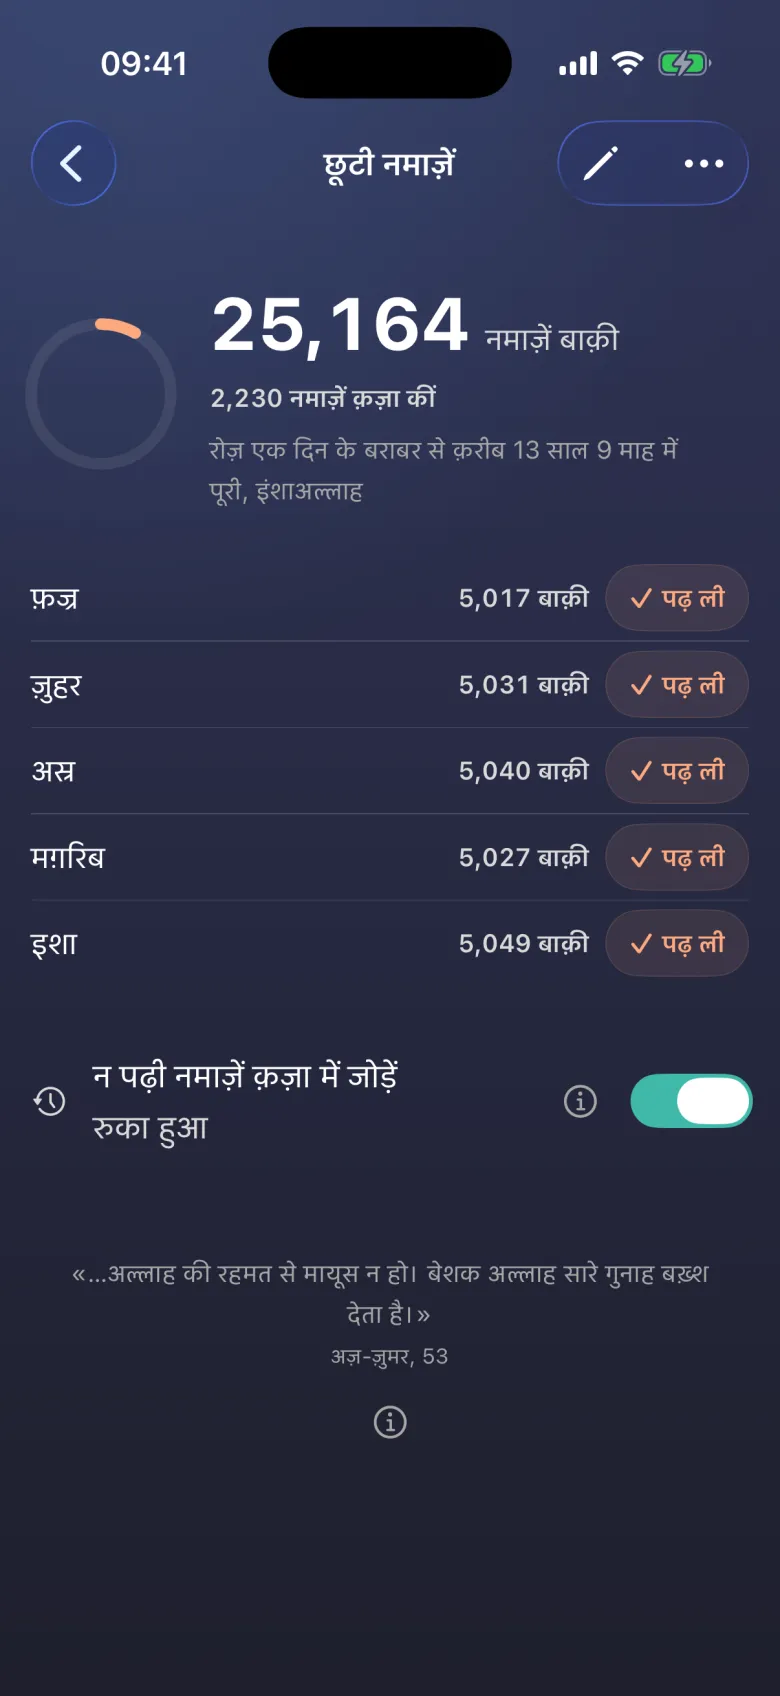 09:41
छूटी नमाज़ें
25,164 नमाज़ें बाक़ी
2,230 नमाज़ें क़ज़ा कीं
रोज़ एक दिन के बराबर से क़रीब 13 साल 9 माह में
पूरी, इंशाअल्लाह
फ़ज्र 5,017 बाक़ी ✓ पढ़ ली
ज़ुहर 5,031 बाक़ी ✓ पढ़ ली
अस्र 5,040 बाक़ी ✓ पढ़ ली
मग़रिब 5,027 बाक़ी ✓ पढ़ ली
इशा 5,049 बाक़ी ✓ पढ़ ली
न पढ़ी नमाज़ें क़ज़ा में जोड़ें
रुका हुआ
«…अल्लाह की रहमत से मायूस न हो। बेशक अल्लाह सारे गुनाह बख़्श
देता है।»
अज़-ज़ुमर, 53